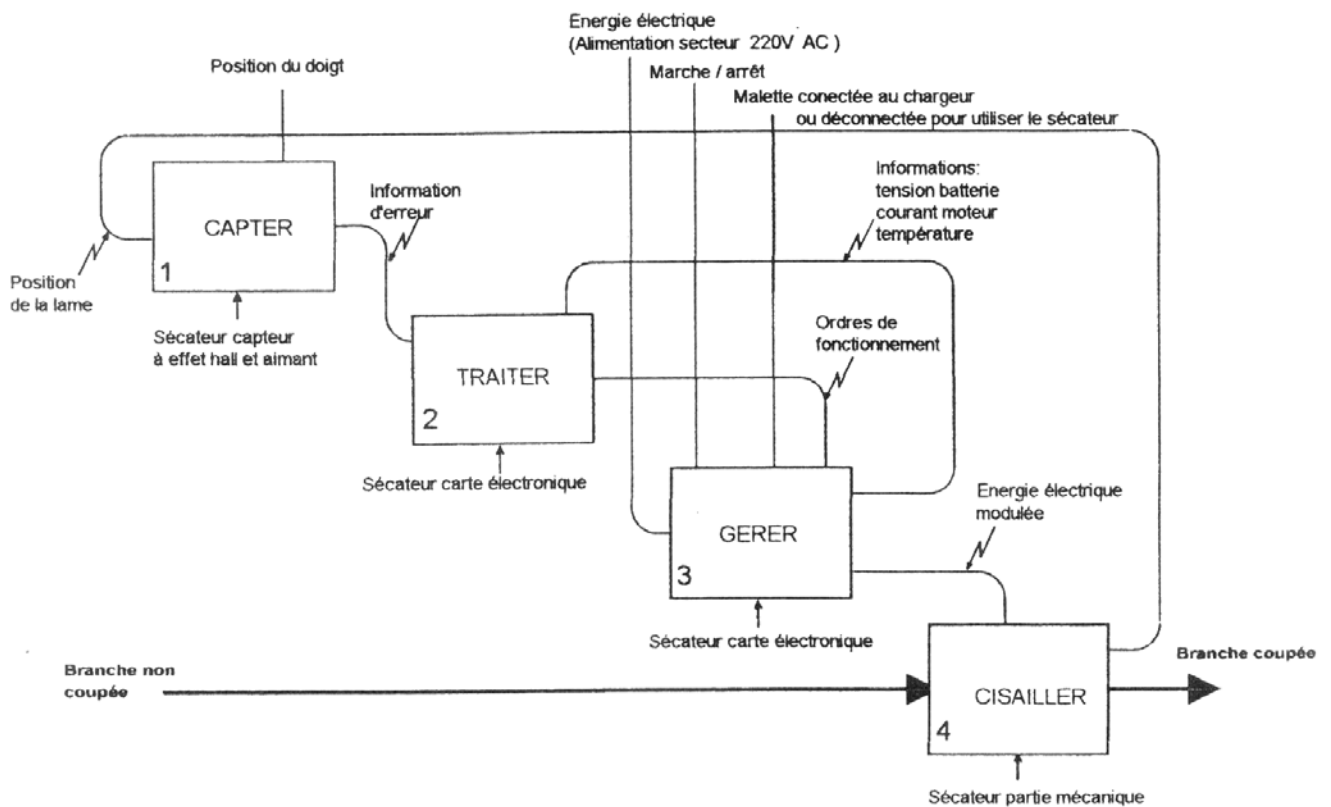 Energie électrique
(Alimentation secteur 220V AC )
Position du doigt
Marche / arrêt
Malette conectée au chargeur
ou déconnectée pour utiliser le sécateur
Information
d'erreur
Informations:
tension batterie
courant moteur
température
CAPTER
1
Position
de la lame
Sécateur capteur
à effet hall et aimant
Ordres de
fonctionnement
TRAITER
2
Sécateur carte électronique
Energie électrique
modulée
GERER
3
Sécateur carte électronique
Branche non
coupée
Branche coupée
CISAILLER
4
Sécateur partie mécanique